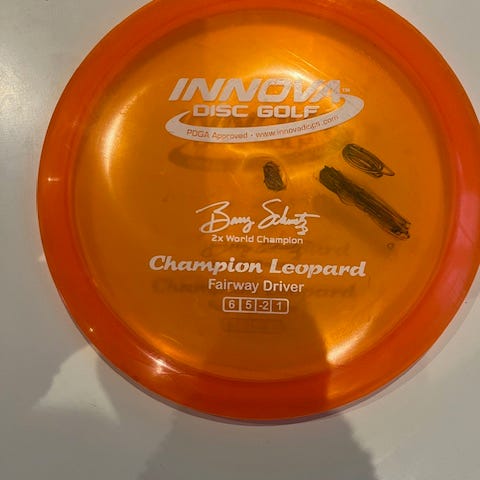 INNOVA™
DISC GOLF
PDGA Approved • www.innovadiscs.com
Barry Schultz
2x World Champion
Champion Leopard
Fairway Driver
6 5 -2 1